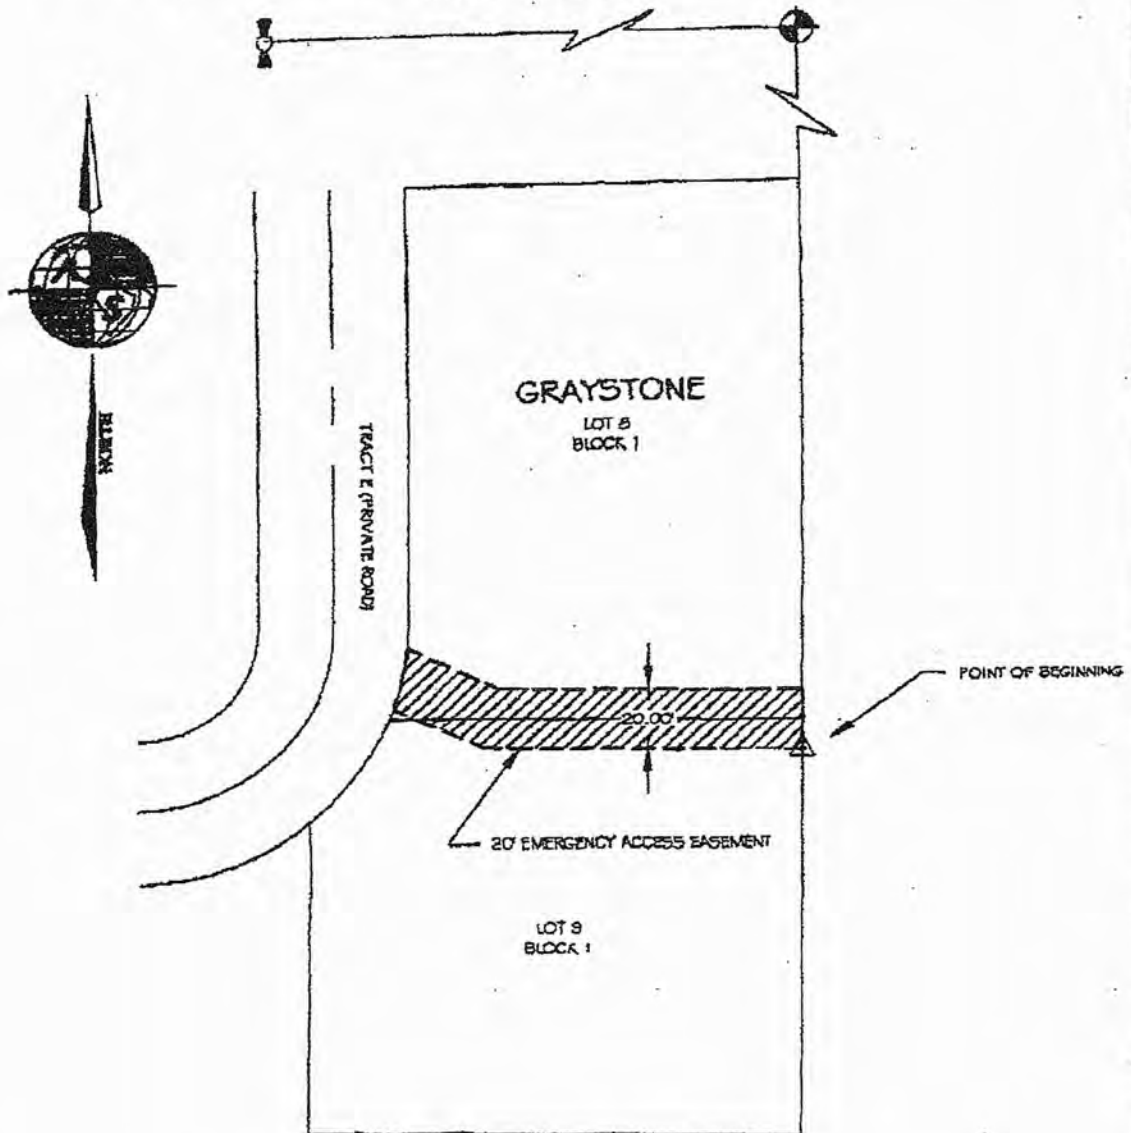 GRAYSTONE
LOT 8
BLOCK 1
TRACT E (PRIVATE ROAD)
NORTH
POINT OF BEGINNING
20.00'
20' EMERGENCY ACCESS EASEMENT
LOT 9
BLOCK 1